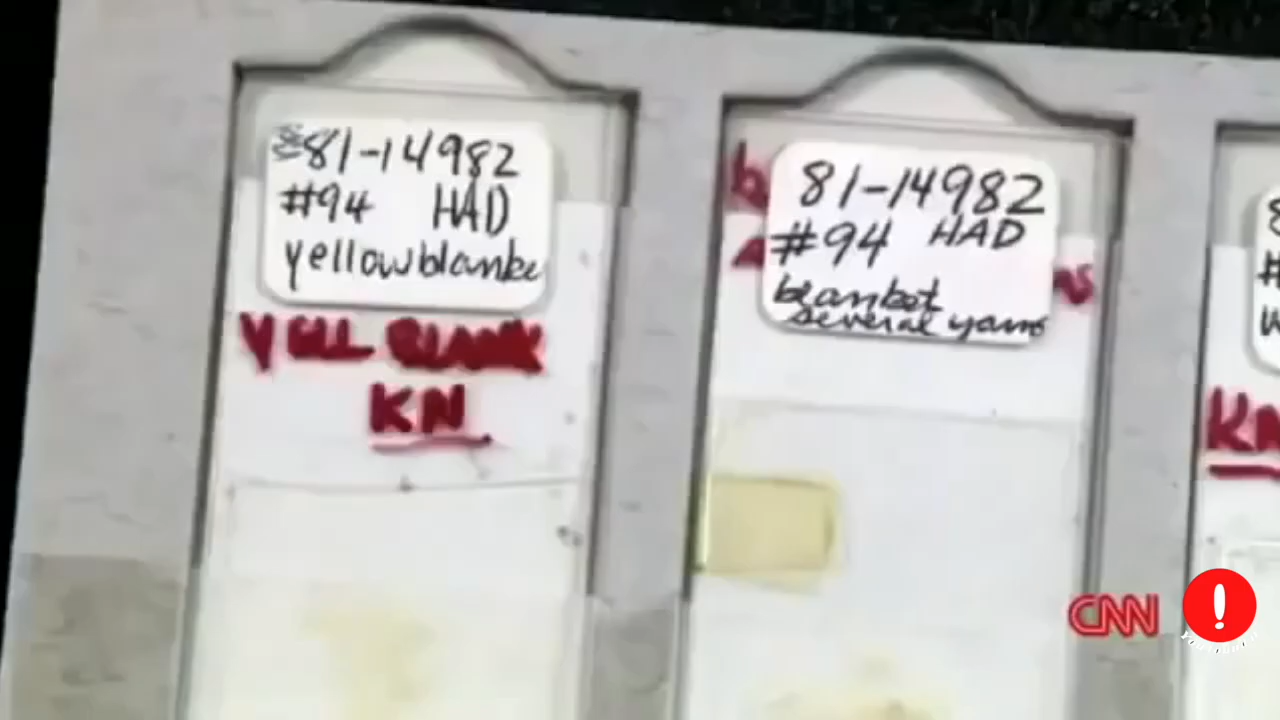 81-14982
#94 HAD
yellowblanke
YELL BLANK
KN
81-14982
#94 HAD
blanket
several yarns
KN
CNN